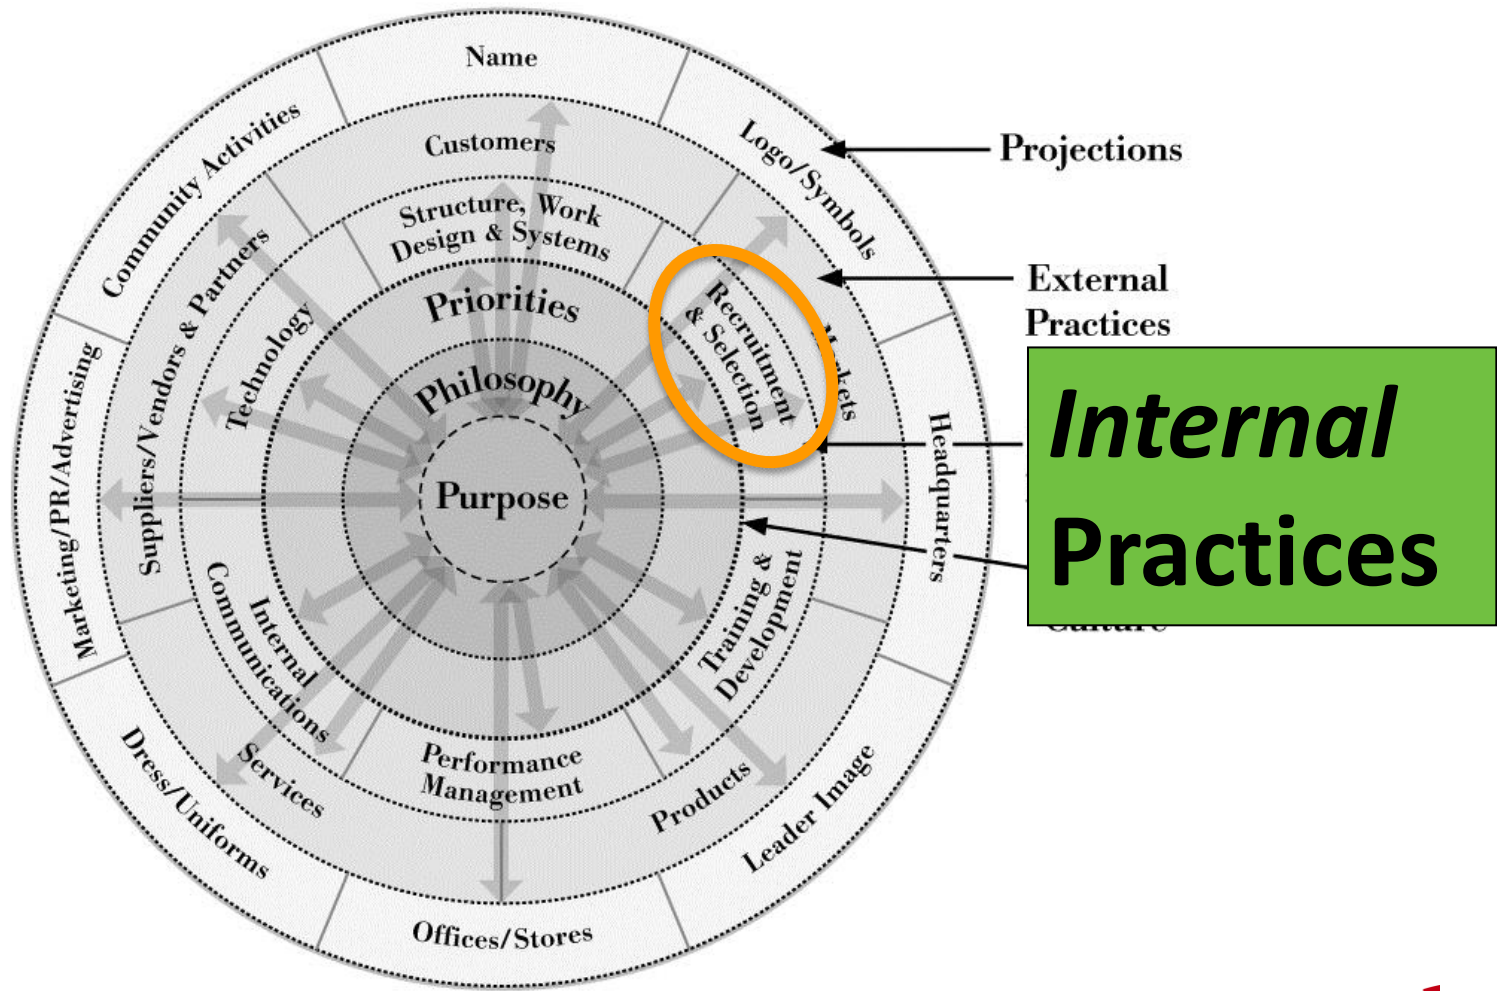 Name
Community Activities
Logo/Symbols
Customers
Structure, Work
Design & Systems
Suppliers/Vendors & Partners
Technology
Priorities
Recruitment
& Selection
Markets
Philosophy
Purpose
Marketing/PR/Advertising
Headquarters
Internal
Communications
Training &
Development
Performance
Management
Services
Products
Dress/Uniforms
Leader Image
Offices/Stores
Projections
External
Practices
Internal
Practices
Culture